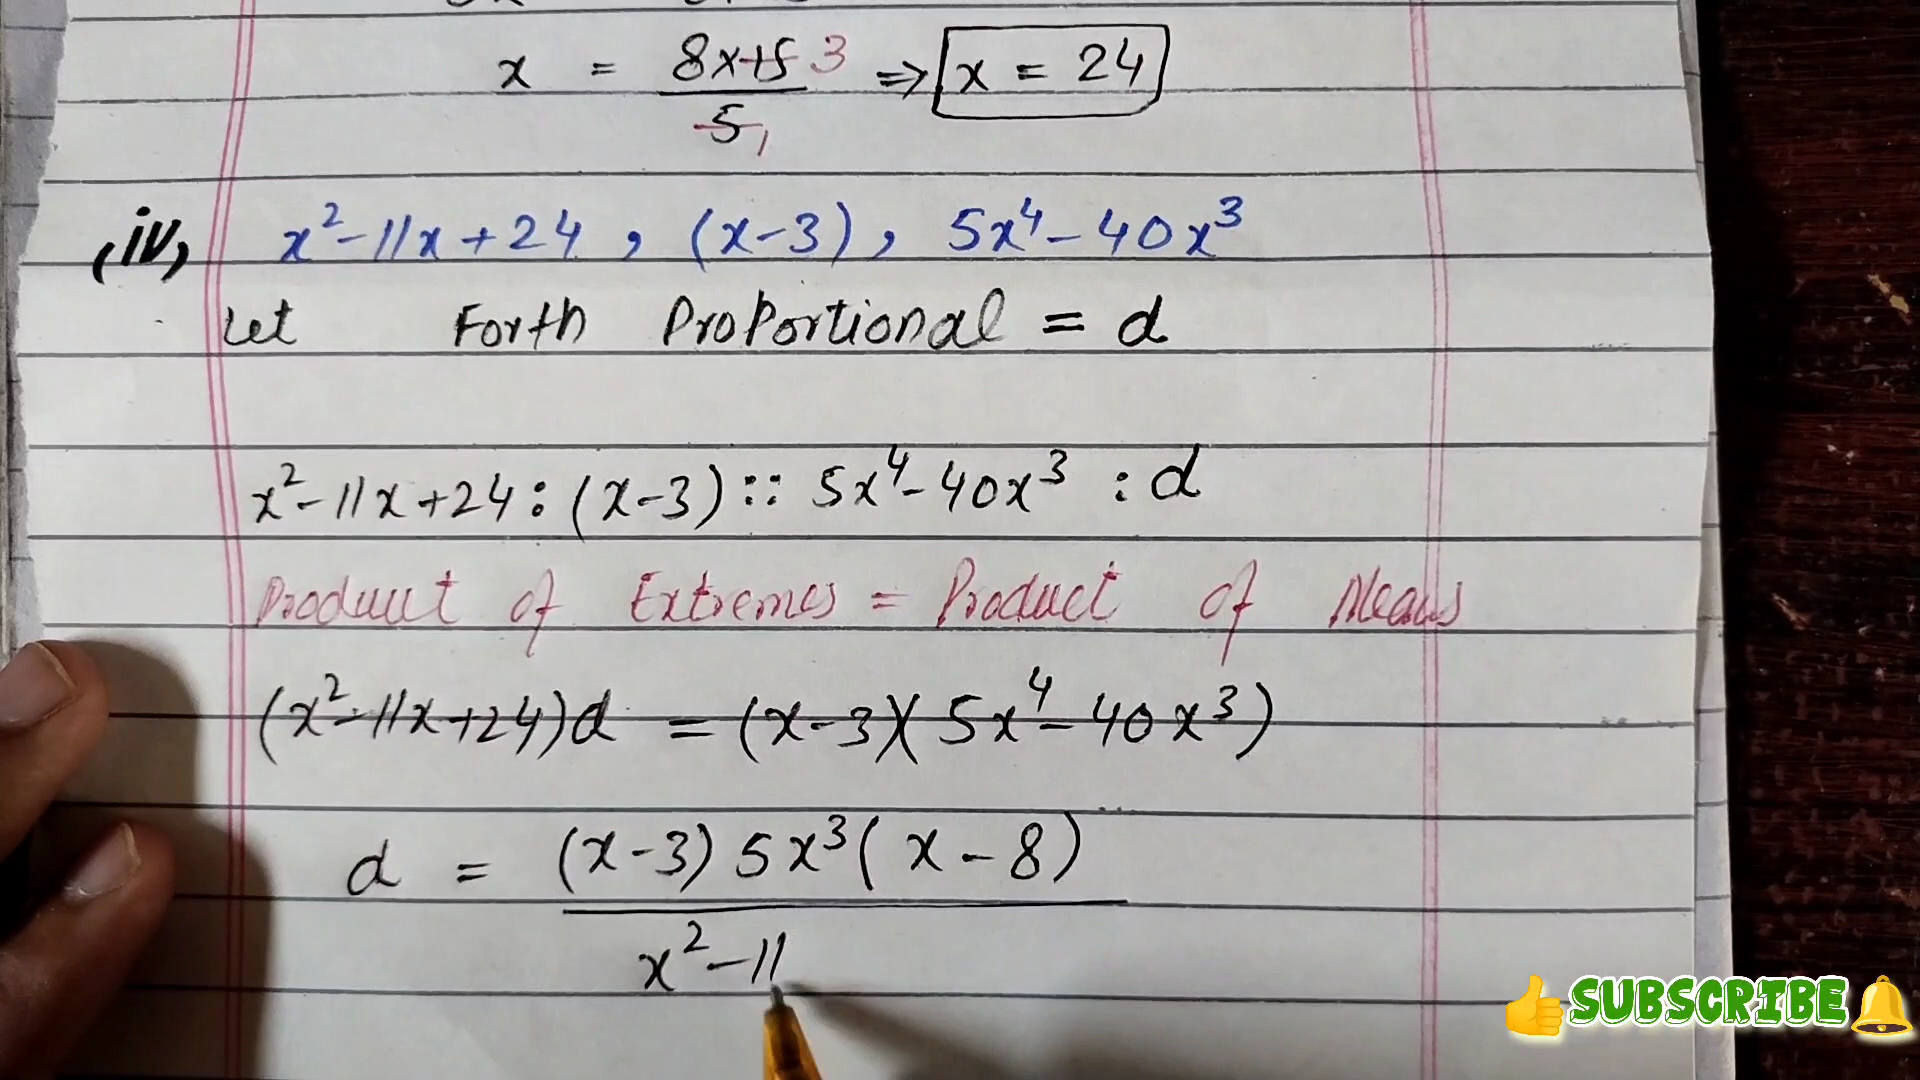 x = 8x15 3 / 5 1 ⇒ x = 24
(iv) x² - 11x + 24 , (x-3) , 5x⁴ - 40x³
Let Forth Proportional = d
x² - 11x + 24 : (x-3) :: 5x⁴ - 40x³ : d
Product of Extremes = Product of Means
(x² - 11x + 24)d = (x-3)(5x⁴ - 40x³)
d = (x-3) 5x³ (x - 8)
x² - 11
SUBSCRIBE